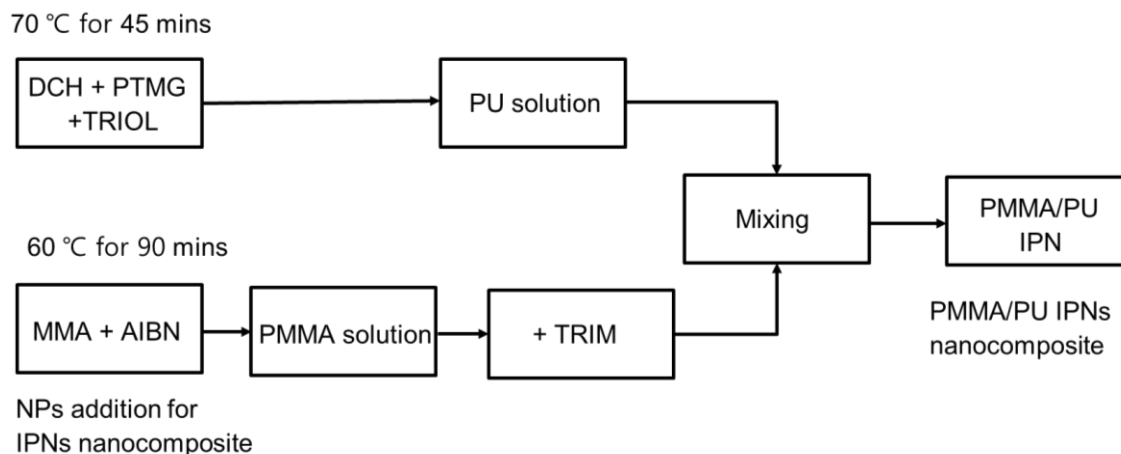 70 ℃ for 45 mins
DCH + PTMG
+TRIOL
PU solution
Mixing
PMMA/PU
IPN
60 ℃ for 90 mins
MMA + AIBN
PMMA solution
+ TRIM
PMMA/PU IPNs
nanocomposite
NPs addition for
IPNs nanocomposite